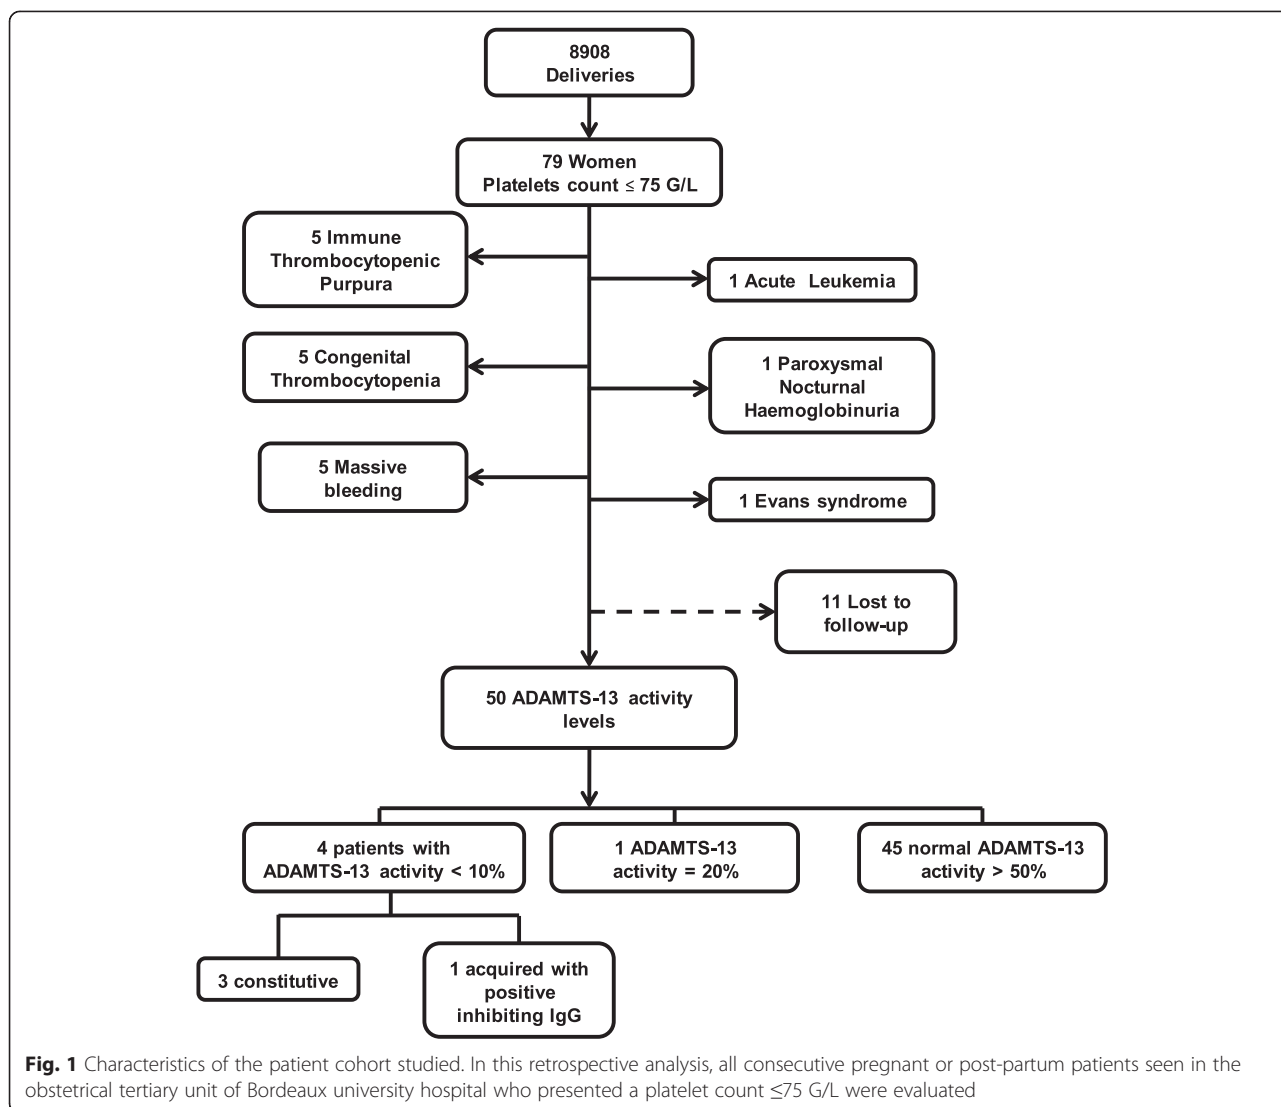 8908
Deliveries
79 Women
Platelets count ≤ 75 G/L
5 Immune
Thrombocytopenic
Purpura
1 Acute Leukemia
5 Congenital
Thrombocytopenia
1 Paroxysmal
Nocturnal
Haemoglobinuria
5 Massive
bleeding
1 Evans syndrome
11 Lost to
follow-up
50 ADAMTS-13 activity
levels
4 patients with
ADAMTS-13 activity < 10%
1 ADAMTS-13
activity = 20%
45 normal ADAMTS-13
activity > 50%
3 constitutive
1 acquired with
positive
inhibiting IgG
Fig. 1 Characteristics of the patient cohort studied. In this retrospective analysis, all consecutive pregnant or post-partum patients seen in the
obstetrical tertiary unit of Bordeaux university hospital who presented a platelet count ≤75 G/L were evaluated